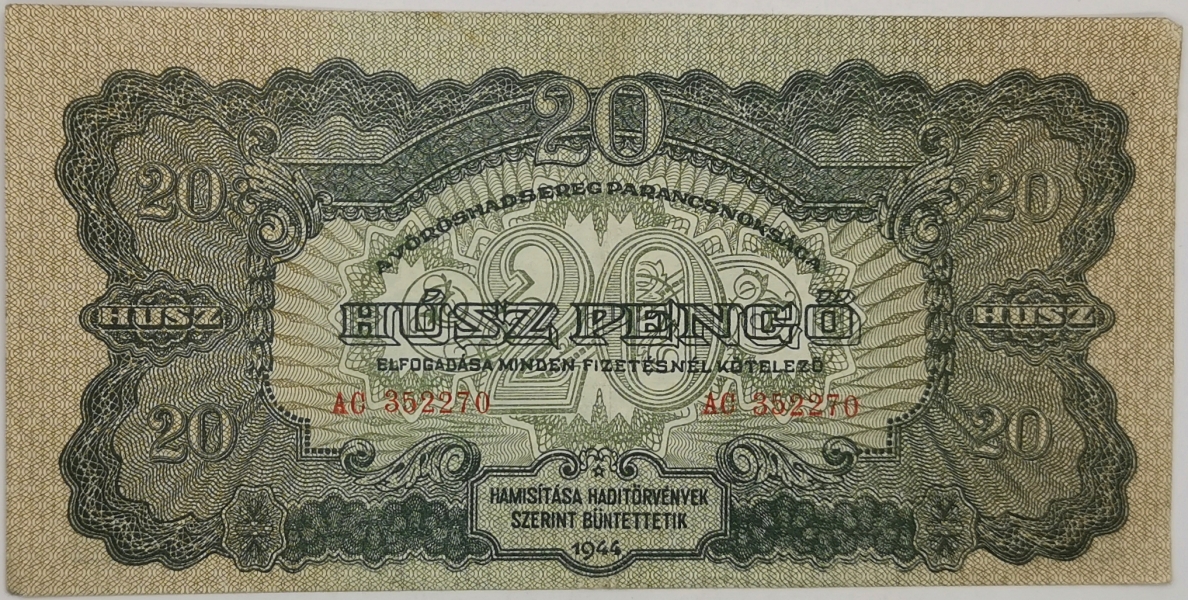 20
20 20
A VÖRÖSHADSEREG PARANCSNOKSÁGA
20
HÚSZ HÚSZ PENGŐ HÚSZ
ELFOGADÁSA MINDEN FIZETÉSNÉL KÖTELEZŐ
AC 352270 AC 352270
20 20
HAMISÍTÁSA HADITÖRVÉNYEK
SZERINT BÜNTETTETIK
1944